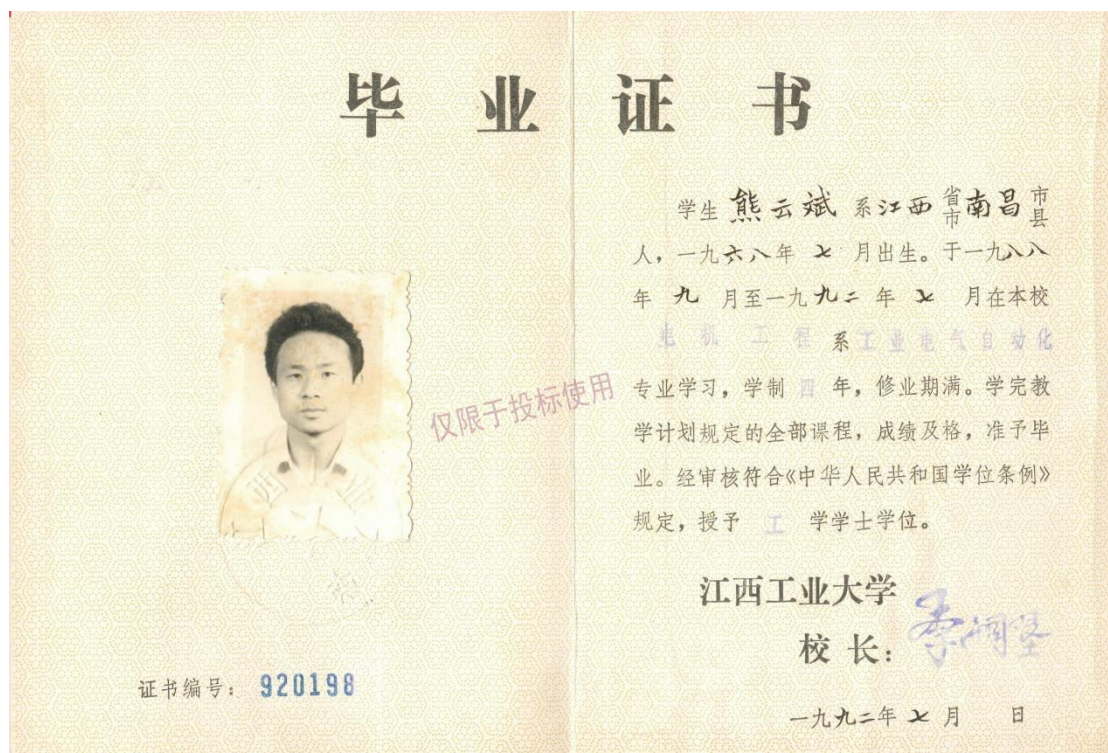 毕业证书
学生 熊云斌 系江西省市南昌市县
人，一九六八年 七 月出生。于一九八八
年 九 月至一九九二 年 七 月在本校
电机工程 系工业电气自动化
专业学习，学制 四 年，修业期满。学完教
学计划规定的全部课程，成绩及格，准予毕
业。经审核符合《中华人民共和国学位条例》
规定，授予 工 学学士学位。
江西工业大学
校长：
一九九二年 七 月 日
仅限于投标使用
证书编号：920198